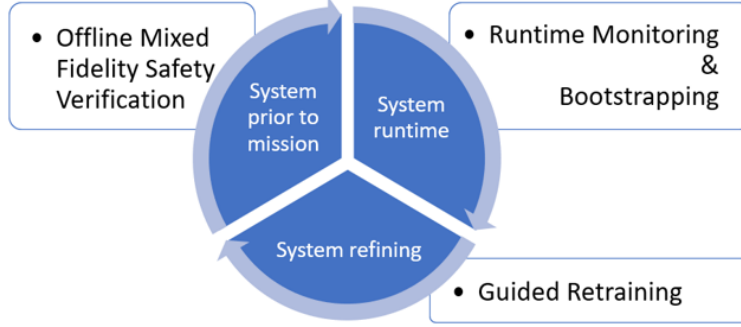 • Offline Mixed
Fidelity Safety
Verification
System
prior to
mission
System
runtime
• Runtime Monitoring
&
Bootstrapping
System refining
• Guided Retraining